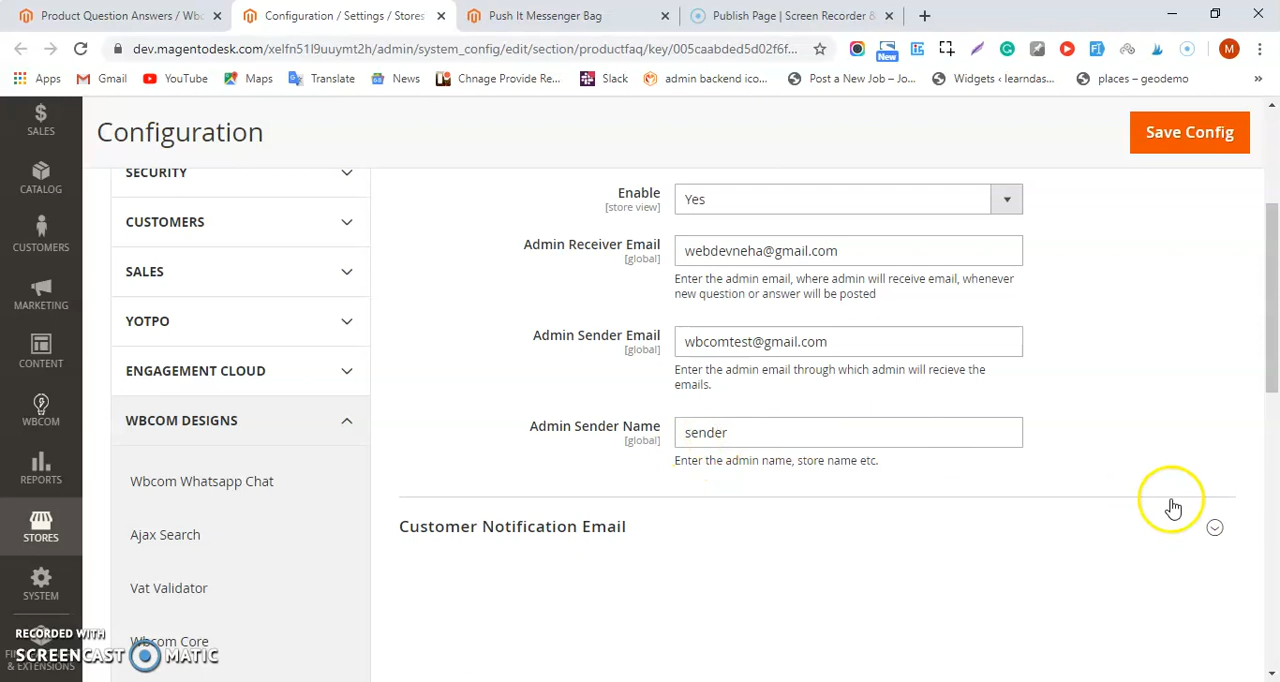 Product Question Answers / Wbc
Configuration / Settings / Stores
Push It Messenger Bag
Publish Page | Screen Recorder &
dev.magentodesk.com/xelfn51l9uuymt2h/admin/system_config/edit/section/productfaq/key/005caabded5d02f6f...
New
M
Apps
Gmail
YouTube
Maps
Translate
News
Chnage Provide Re...
Slack
admin backend ico...
Post a New Job – Jo...
Widgets ‹ learndas...
places – geodemo
»
SALES
CATALOG
CUSTOMERS
MARKETING
CONTENT
WBCOM
REPORTS
STORES
SYSTEM
& EXTENSIONS
Configuration
Save Config
SECURITY
CUSTOMERS
SALES
YOTPO
ENGAGEMENT CLOUD
WBCOM DESIGNS
Wbcom Whatsapp Chat
Ajax Search
Vat Validator
Wbcom Core
Enable
[store view]
Yes
Admin Receiver Email
[global]
webdevneha@gmail.com
Enter the admin email, where admin will receive email, whenever
new question or answer will be posted
Admin Sender Email
[global]
wbcomtest@gmail.com
Enter the admin email through which admin will recieve the
emails.
Admin Sender Name
[global]
sender
Enter the admin name, store name etc.
Customer Notification Email
RECORDED WITH
SCREENCAST MATIC